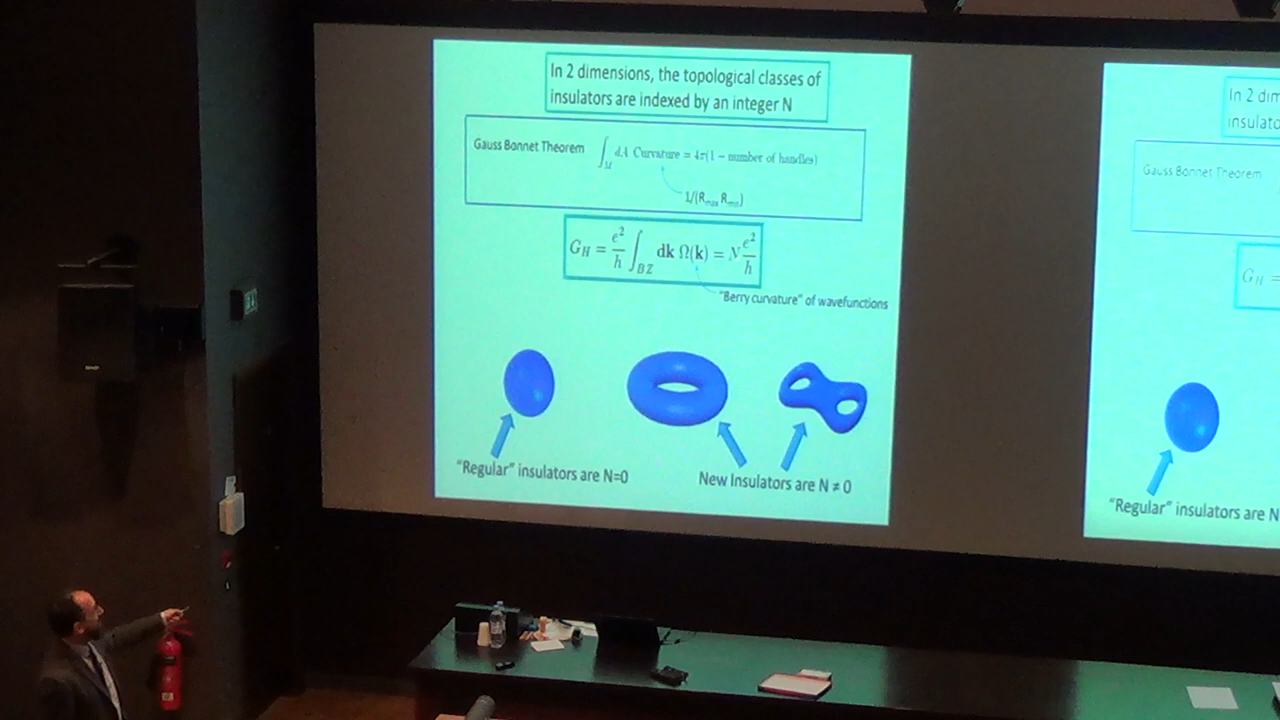 In 2 dimensions, the topological classes of
insulators are indexed by an integer N
Gauss Bonnet Theorem ∫_M dA Curvature = 4π(1 − number of handles)
1/(R_max R_min)
G_H = e²/h ∫_BZ dk Ω(k) = N e²/h
"Berry curvature" of wavefunctions
"Regular" insulators are N=0
New Insulators are N ≠ 0
In 2 dim
insulato
Gauss Bonnet Theorem
G_H =
"Regular" insulators are N